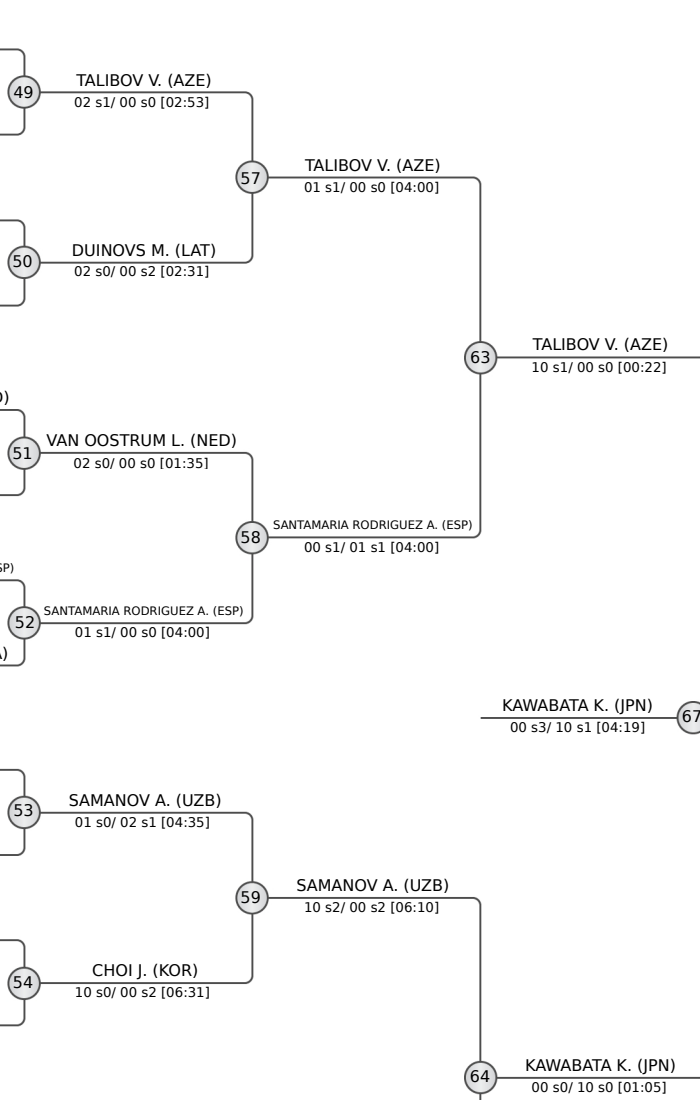 49
TALIBOV V. (AZE)
02 s1/ 00 s0 [02:53]
57
TALIBOV V. (AZE)
01 s1/ 00 s0 [04:00]
50
DUINOVS M. (LAT)
02 s0/ 00 s2 [02:31]
63
TALIBOV V. (AZE)
10 s1/ 00 s0 [00:22]
)
51
VAN OOSTRUM L. (NED)
02 s0/ 00 s0 [01:35]
58
SANTAMARIA RODRIGUEZ A. (ESP)
00 s1/ 01 s1 [04:00]
SP)
52
SANTAMARIA RODRIGUEZ A. (ESP)
01 s1/ 00 s0 [04:00]
)
KAWABATA K. (JPN)
00 s3/ 10 s1 [04:19]
67
53
SAMANOV A. (UZB)
01 s0/ 02 s1 [04:35]
59
SAMANOV A. (UZB)
10 s2/ 00 s2 [06:10]
54
CHOI J. (KOR)
10 s0/ 00 s2 [06:31]
64
KAWABATA K. (JPN)
00 s0/ 10 s0 [01:05]